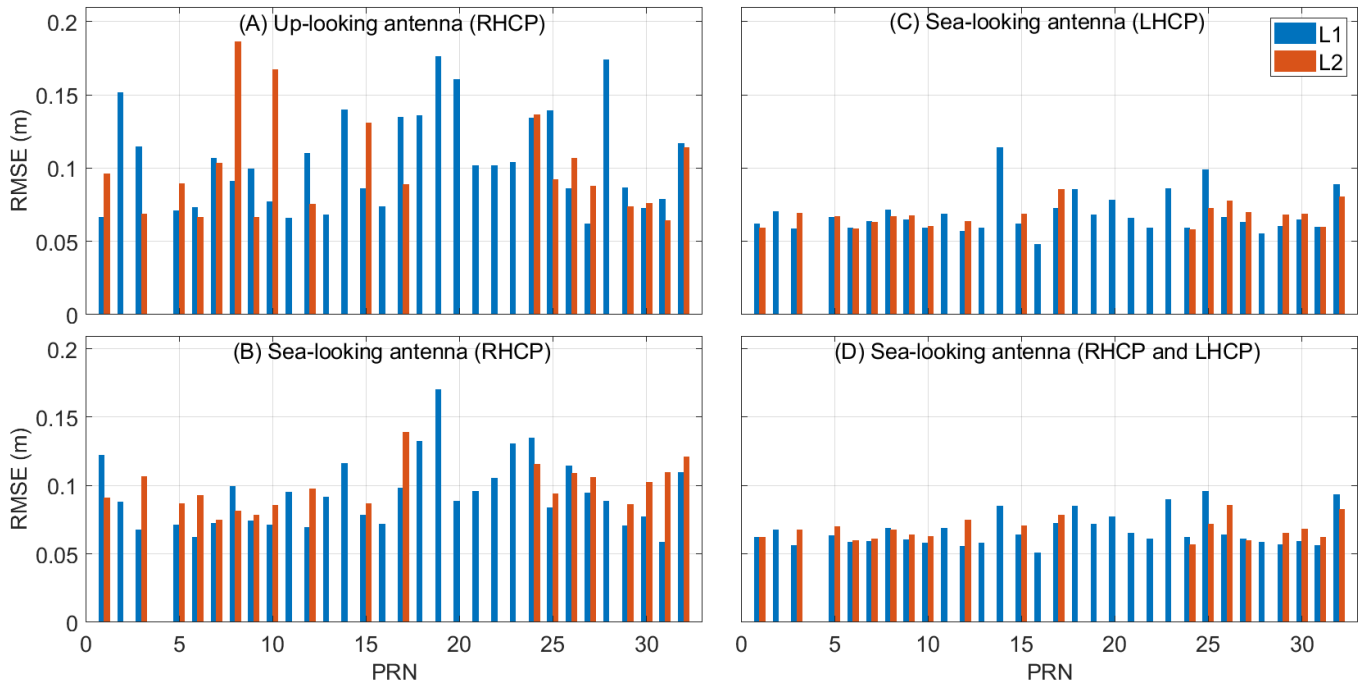 (A) Up-looking antenna (RHCP)
0.2
0.15
0.1
0.05
0
RMSE (m)
(C) Sea-looking antenna (LHCP)
L1
L2
(B) Sea-looking antenna (RHCP)
0.2
0.15
0.1
0.05
0
RMSE (m)
0 5 10 15 20 25 30
PRN
(D) Sea-looking antenna (RHCP and LHCP)
0 5 10 15 20 25 30
PRN